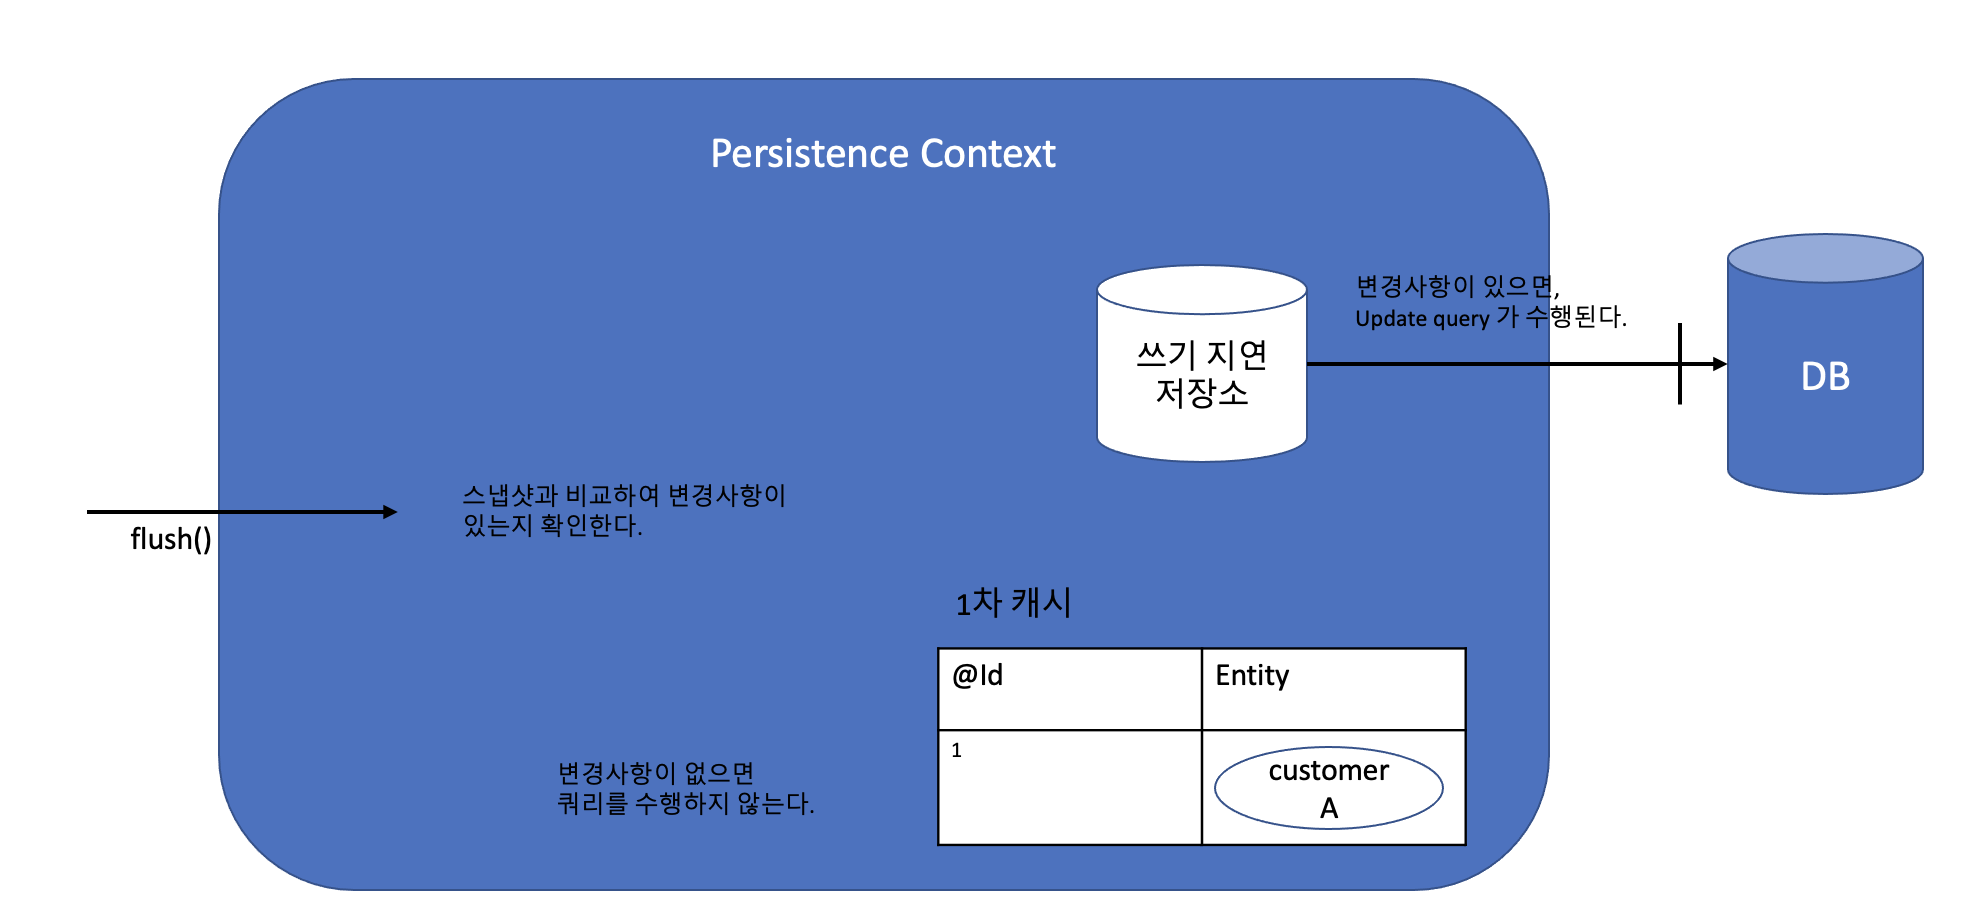 Persistence Context
변경사항이 있으면,
Update query 가 수행된다.
쓰기 지연
저장소
DB
스냅샷과 비교하여 변경사항이
있는지 확인한다.
flush()
1차 캐시
@Id
Entity
1
customer
A
변경사항이 없으면
쿼리를 수행하지 않는다.